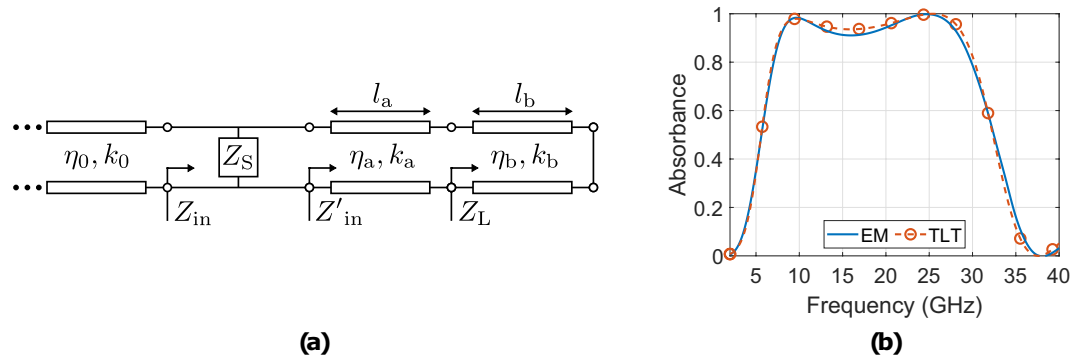 l_a l_b
η_0, k_0 Z_S η_a, k_a η_b, k_b
Z_in Z'_in Z_L
(a)
Absorbance
1
0.8
0.6
0.4
0.2
0
EM TLT
5 10 15 20 25 30 35 40
Frequency (GHz)
(b)